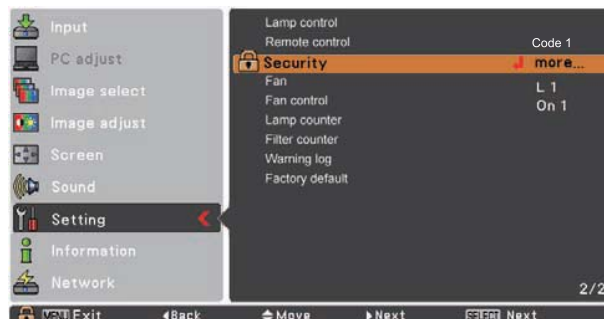 Input
PC adjust
Image select
Image adjust
Screen
Sound
Setting
Information
Network
Lamp control
Remote control Code 1
Security more...
Fan L 1
Fan control On 1
Lamp counter
Filter counter
Warning log
Factory default
2/2
MENU Exit Back Move Next SELECT Next